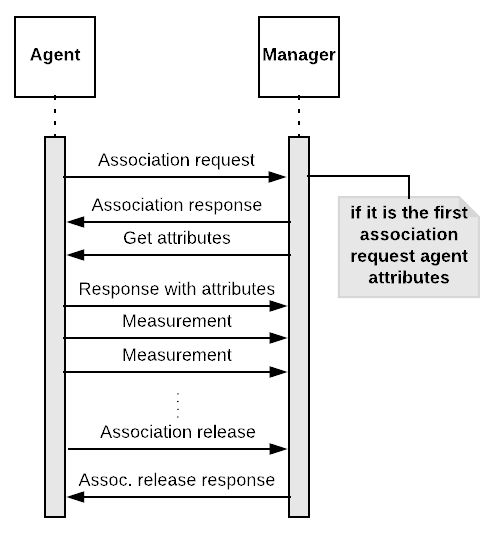 Agent
Manager
Association request
Association response
Get attributes
Response with attributes
Measurement
Measurement
Association release
Assoc. release response
if it is the first
association
request agent
attributes